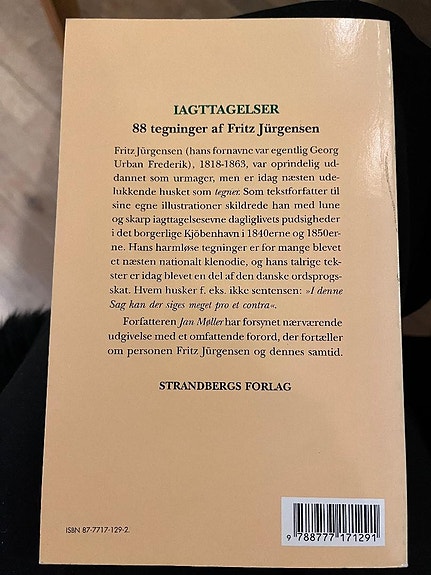 IAGTTAGELSER
88 tegninger af Fritz Jürgensen
Fritz Jürgensen (hans fornavne var egentlig Georg
Urban Frederik), 1818-1863, var oprindelig ud-
dannet som urmager, men er idag næsten ude-
lukkende husket som tegner. Som tekstforfatter til
sine egne illustrationer skildrede han med lune
og skarp iagttagelsesevne dagliglivets pudsigheder
i det borgerlige Kjöbenhavn i 1840erne og 1850er-
ne. Hans harmløse tegninger er for mange blevet
et næsten nationalt klenodie, og hans talrige tek-
ster er idag blevet en del af den danske ordsprogs-
skat. Hvem husker f. eks. ikke sentensen: »I denne
Sag kan der siges meget pro et contra«.
Forfatteren Jan Møller har forsynet nærværende
udgivelse med et omfattende forord, der fortæller
om personen Fritz Jürgensen og dennes samtid.
STRANDBERGS FORLAG
ISBN 87-7717-129-2.
9 788777 171291